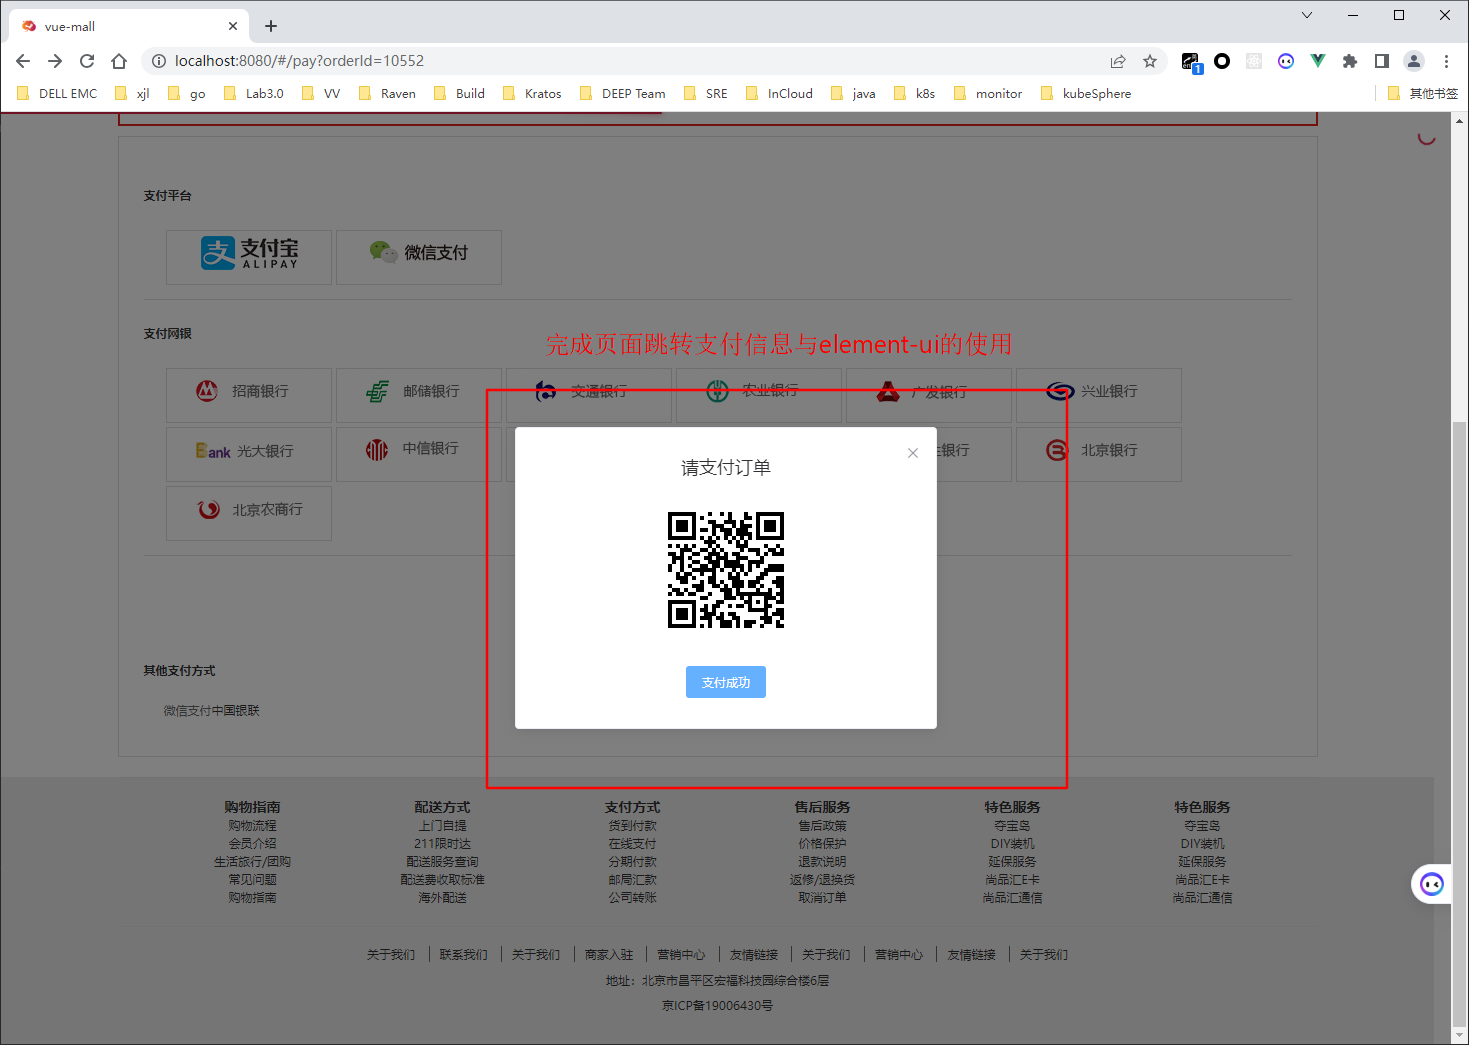 vue-mall
localhost:8080/#/pay?orderId=10552
DELL EMC xjl go Lab3.0 VV Raven Build Kratos DEEP Team SRE InCloud java k8s monitor kubeSphere 其他书签
支付平台
支付宝
ALIPAY
微信支付
支付网银
完成页面跳转支付信息与element-ui的使用
招商银行 邮储银行 交通银行 农业银行 广发银行 兴业银行
Bank 光大银行 中信银行 银行 北京银行
北京农商行
请支付订单
支付成功
其他支付方式
微信支付中国银联
购物指南 配送方式 支付方式 售后服务 特色服务 特色服务
购物流程 上门自提 货到付款 售后政策 夺宝岛 夺宝岛
会员介绍 211限时达 在线支付 价格保护 DIY装机 DIY装机
生活旅行/团购 配送服务查询 分期付款 退款说明 延保服务 延保服务
常见问题 配送费收取标准 邮局汇款 返修/退换货 尚品汇E卡 尚品汇E卡
购物指南 海外配送 公司转账 取消订单 尚品汇通信 尚品汇通信
关于我们 联系我们 关于我们 商家入驻 营销中心 友情链接 关于我们 营销中心 友情链接 关于我们
地址：北京市昌平区宏福科技园综合楼6层
京ICP备19006430号